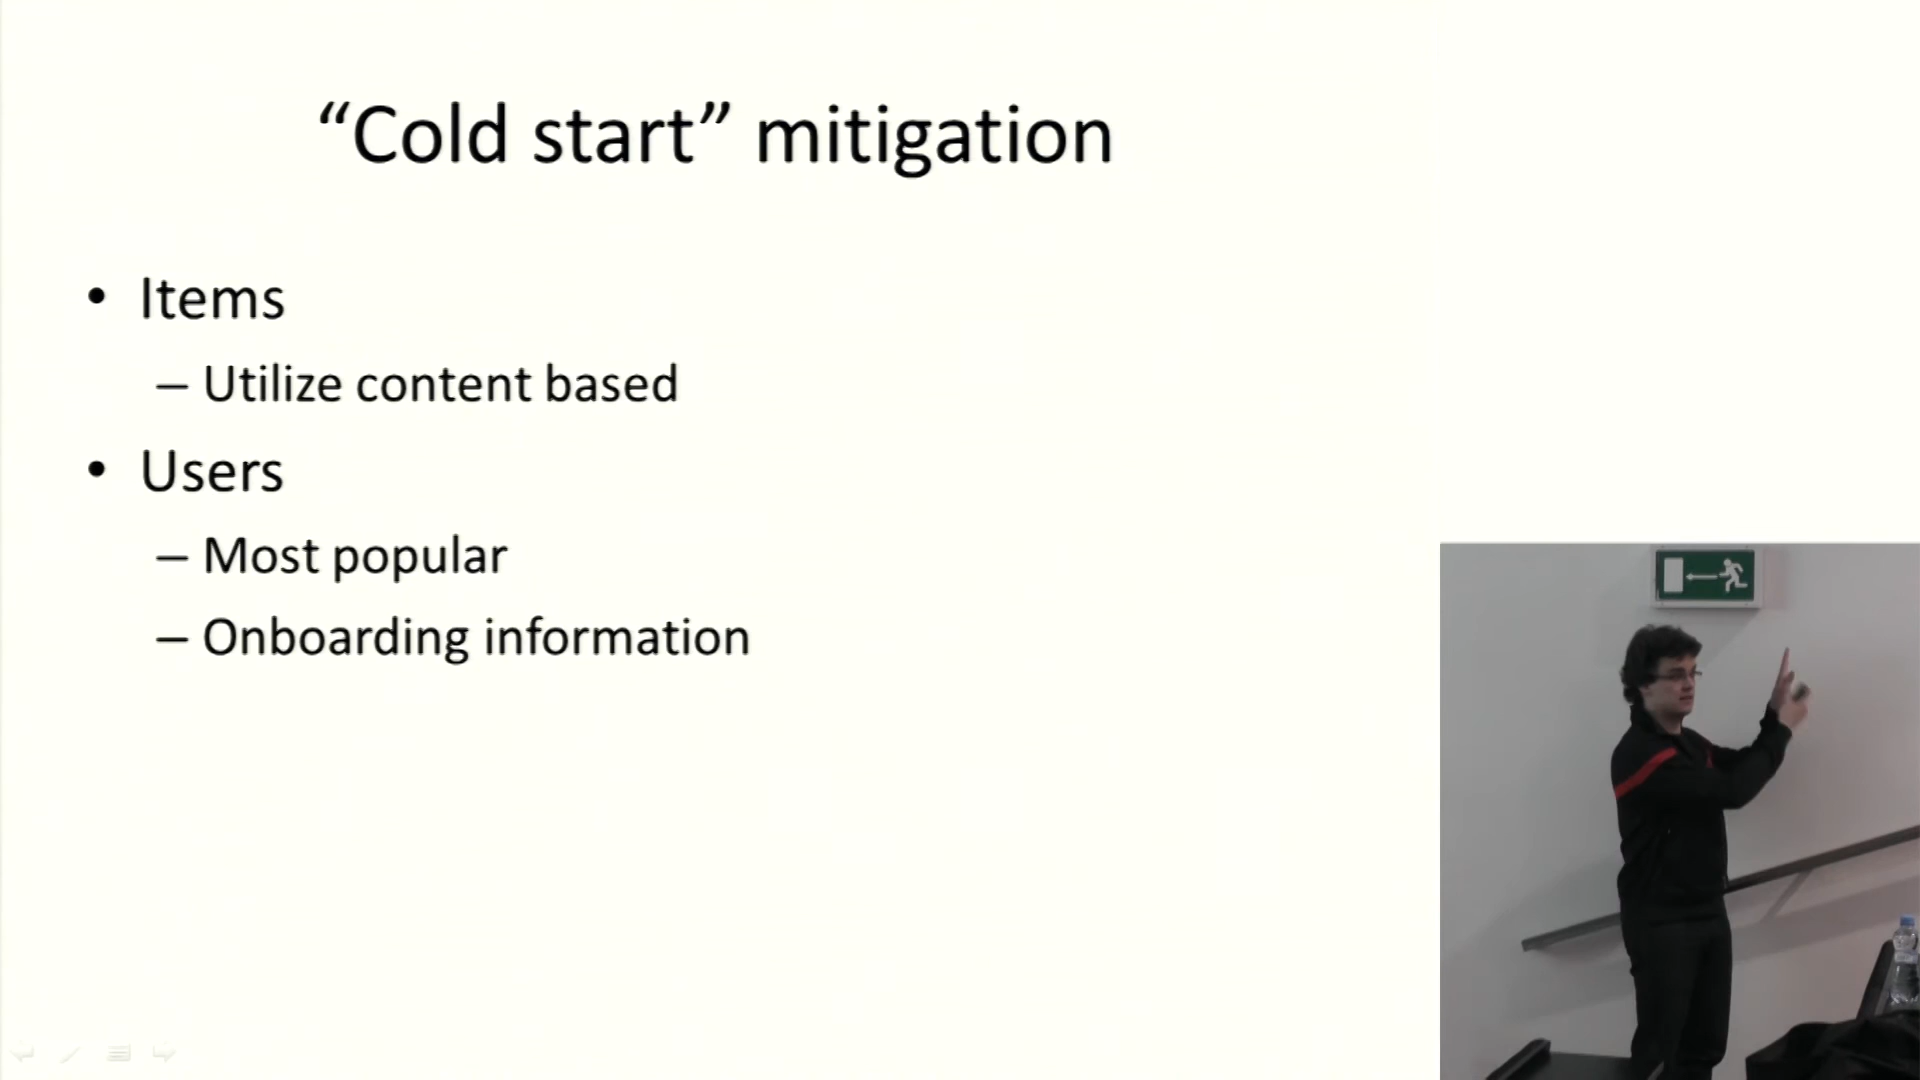 “Cold start” mitigation
• Items
– Utilize content based
• Users
– Most popular
– Onboarding information